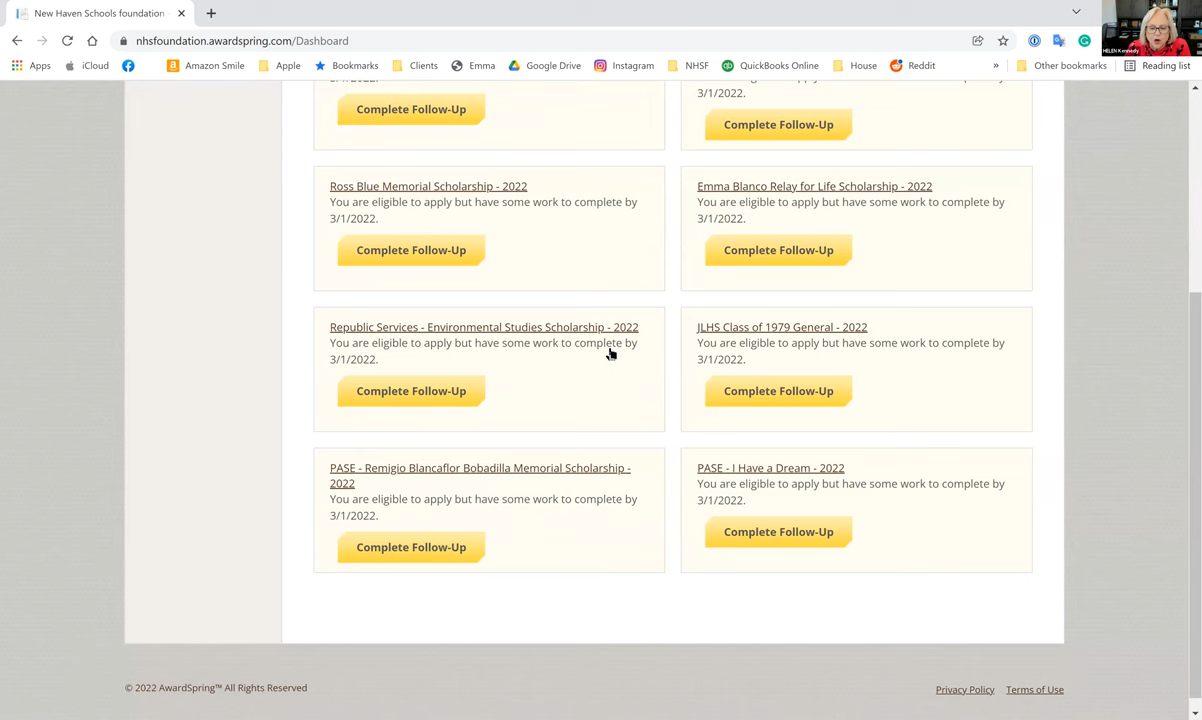 New Haven Schools foundation -
nhsfoundation.awardspring.com/Dashboard
HELEN Kennedy
Apps iCloud Amazon Smile Apple Bookmarks Clients Emma Google Drive Instagram NHSF QuickBooks Online House Reddit » Other bookmarks Reading list
3/1/2022.
3/1/2022.
Complete Follow-Up
Complete Follow-Up
Ross Blue Memorial Scholarship - 2022
You are eligible to apply but have some work to complete by
3/1/2022.
Complete Follow-Up
Emma Blanco Relay for Life Scholarship - 2022
You are eligible to apply but have some work to complete by
3/1/2022.
Complete Follow-Up
Republic Services - Environmental Studies Scholarship - 2022
You are eligible to apply but have some work to complete by
3/1/2022.
Complete Follow-Up
JLHS Class of 1979 General - 2022
You are eligible to apply but have some work to complete by
3/1/2022.
Complete Follow-Up
PASE - Remigio Blancaflor Bobadilla Memorial Scholarship -
2022
You are eligible to apply but have some work to complete by
3/1/2022.
Complete Follow-Up
PASE - I Have a Dream - 2022
You are eligible to apply but have some work to complete by
3/1/2022.
Complete Follow-Up
© 2022 AwardSpring™ All Rights Reserved
Privacy Policy Terms of Use